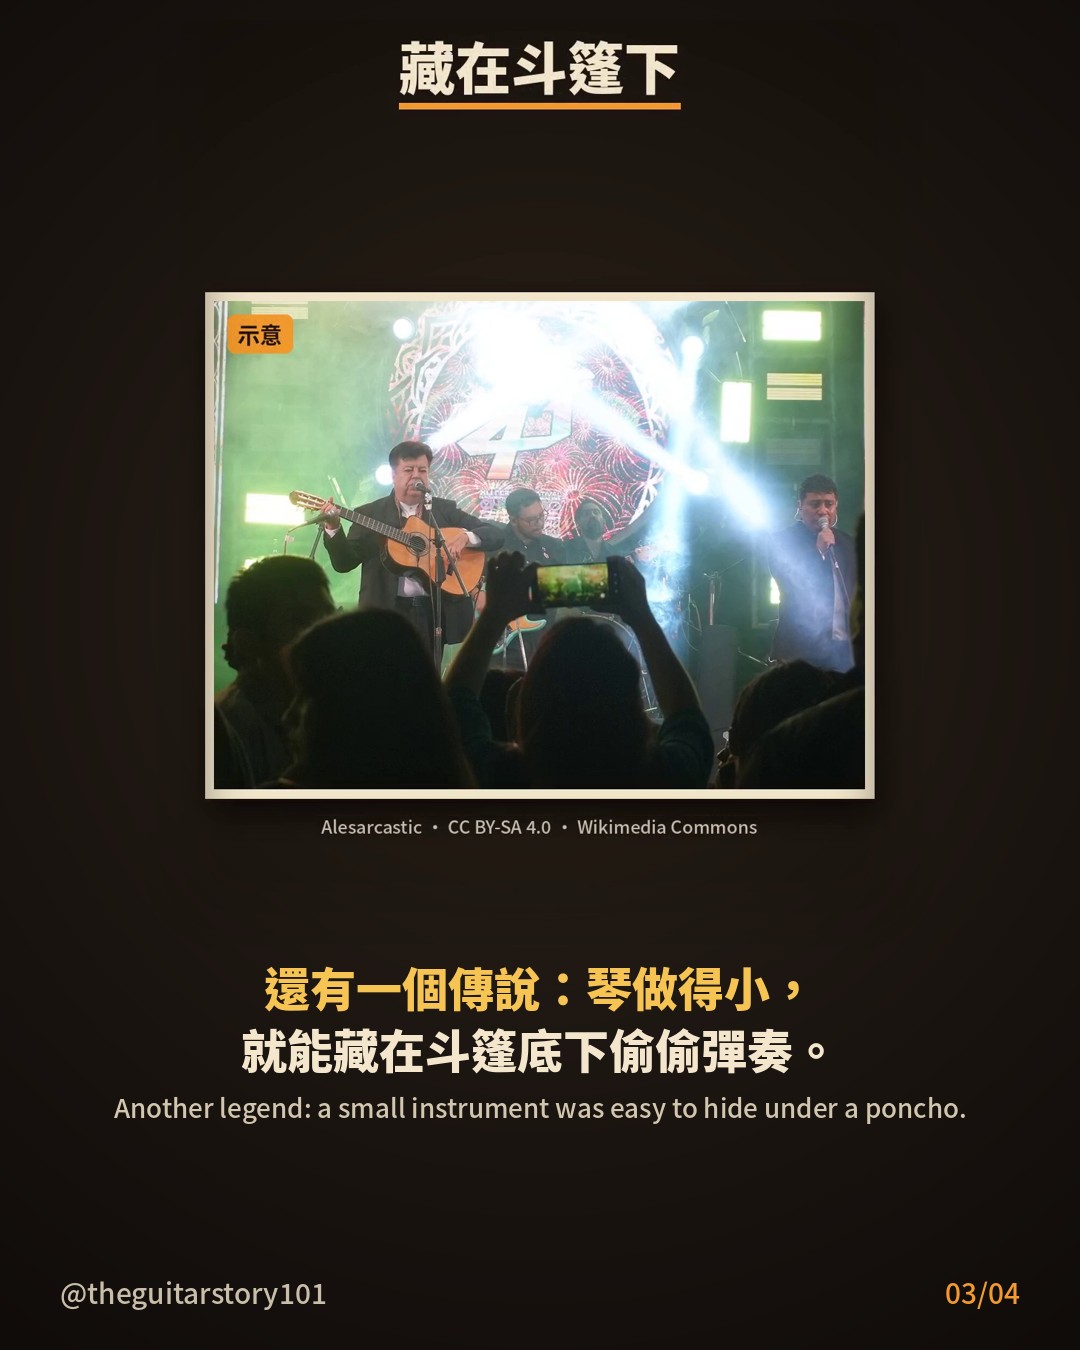 藏在斗篷下
示意
Alesarcastic • CC BY-SA 4.0 • Wikimedia Commons
還有一個傳說：琴做得小，
就能藏在斗篷底下偷偷彈奏。
Another legend: a small instrument was easy to hide under a poncho.
@theguitarstory101
03/04